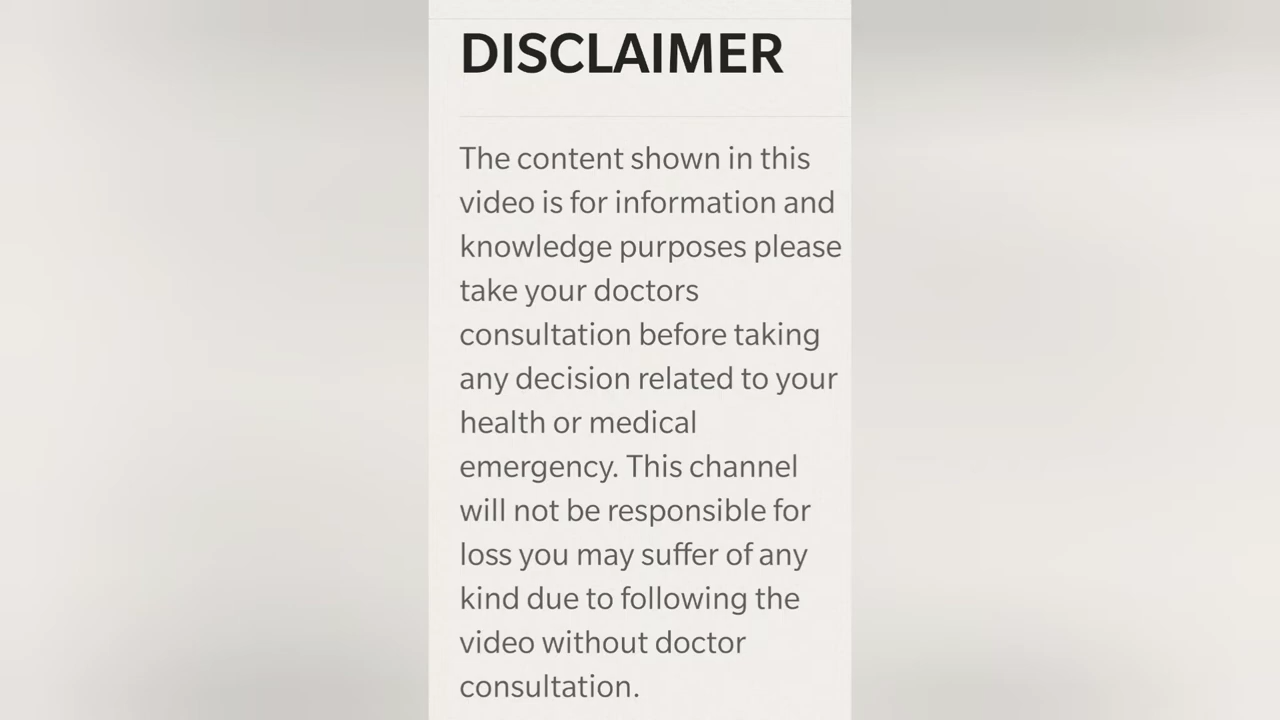 DISCLAIMER
The content shown in this
video is for information and
knowledge purposes please
take your doctors
consultation before taking
any decision related to your
health or medical
emergency. This channel
will not be responsible for
loss you may suffer of any
kind due to following the
video without doctor
consultation.